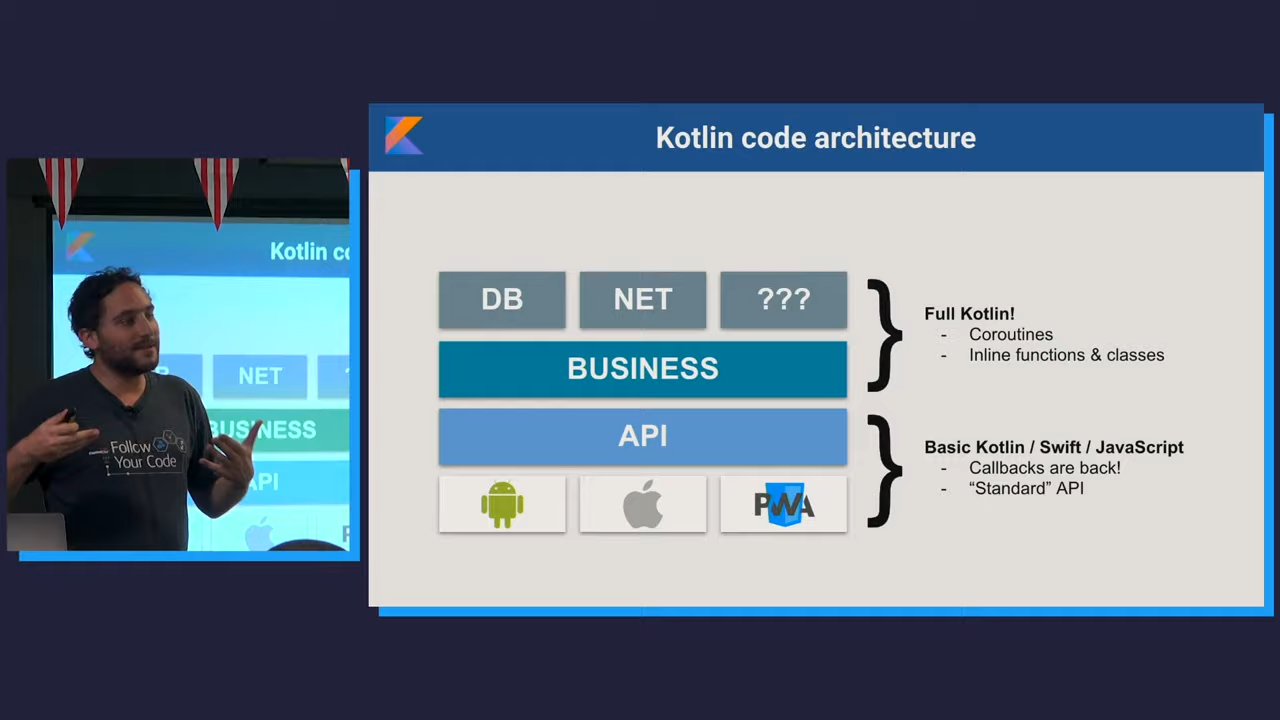 Kotlin code architecture
DB
NET
???
BUSINESS
API
PWA
Full Kotlin!
- Coroutines
- Inline functions & classes
Basic Kotlin / Swift / JavaScript
- Callbacks are back!
- “Standard” API
Kotlin co
NET
BUSINESS
API
Follow
Your Code